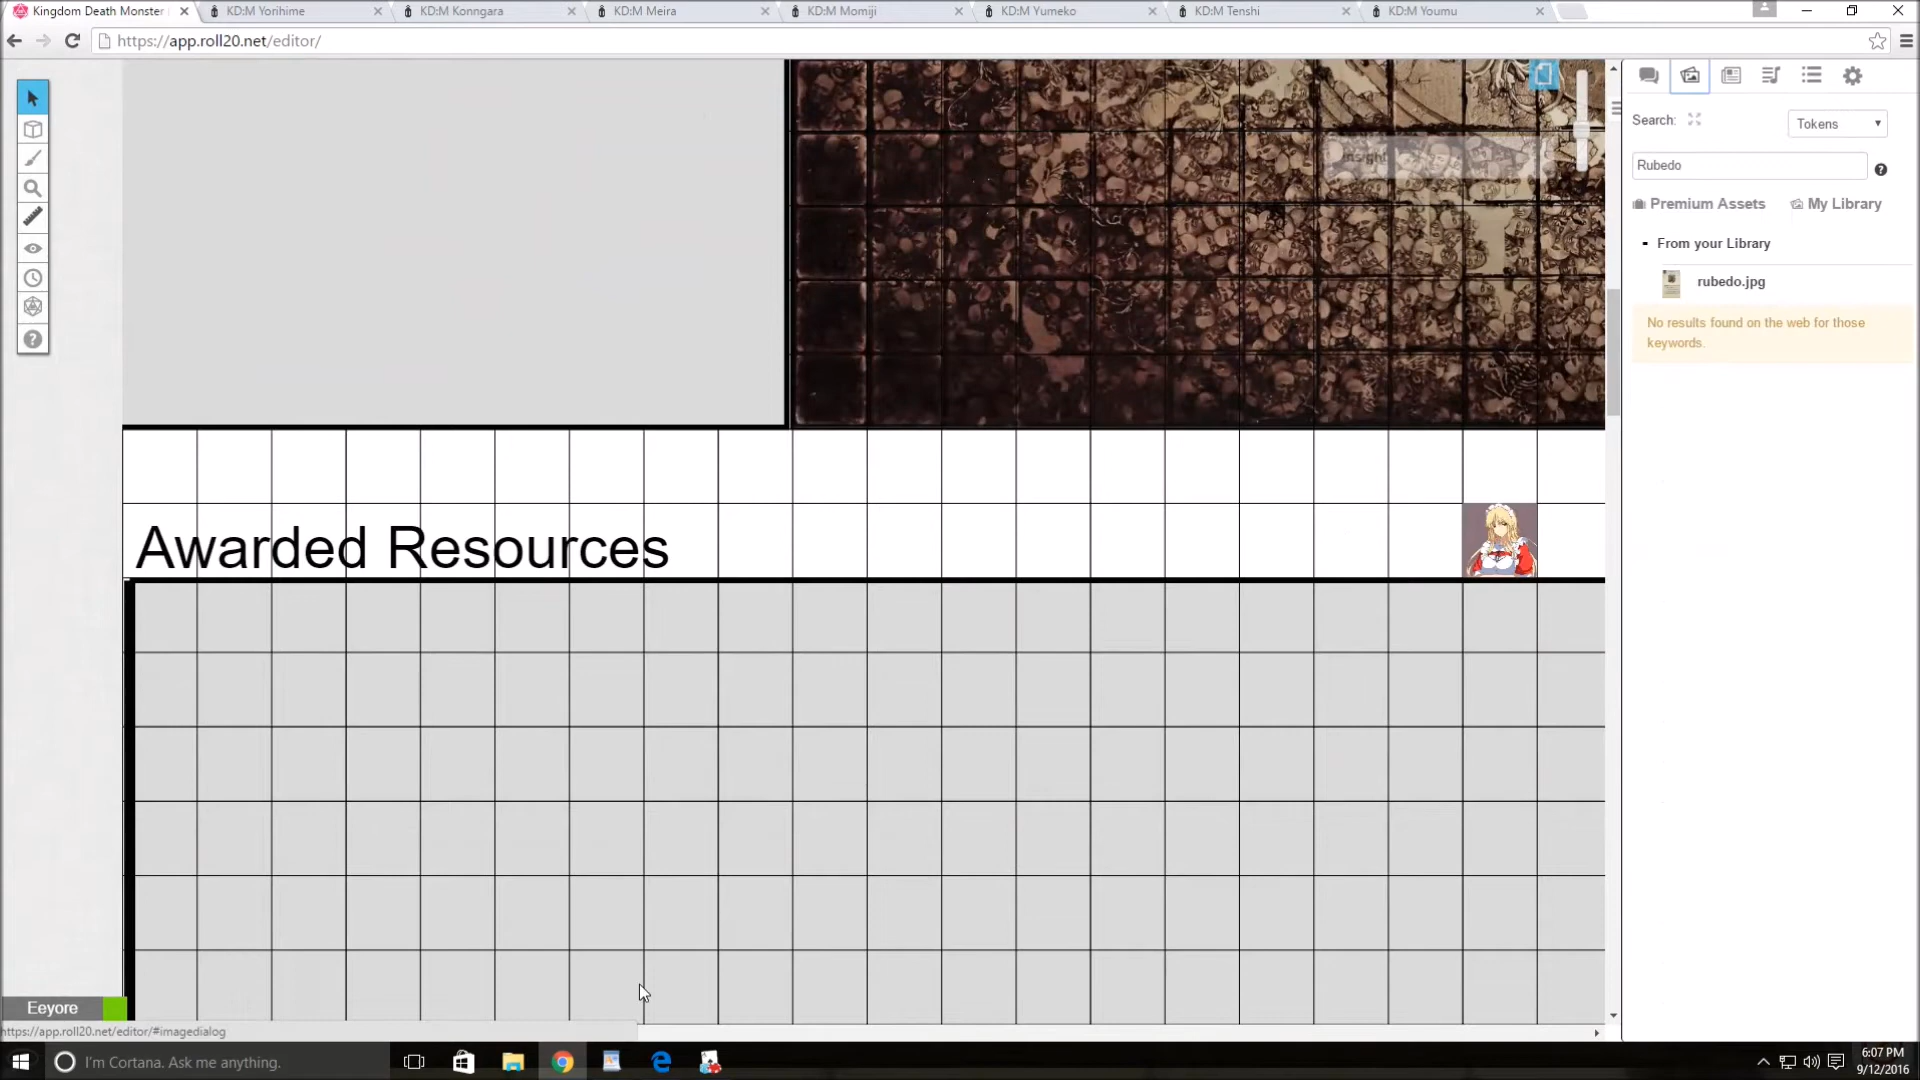 Kingdom Death Monster
KD:M Yorihime
KD:M Konngara
KD:M Meira
KD:M Momiji
KD:M Yumeko
KD:M Tenshi
KD:M Youmu
https://app.roll20.net/editor/
Search:
Tokens
Insight
Rubedo
Premium Assets
My Library
From your Library
rubedo.jpg
No results found on the web for those
keywords.
Awarded Resources
Eeyore
https://app.roll20.net/editor/#imagedialog
I'm Cortana. Ask me anything.
6:07 PM
9/12/2016